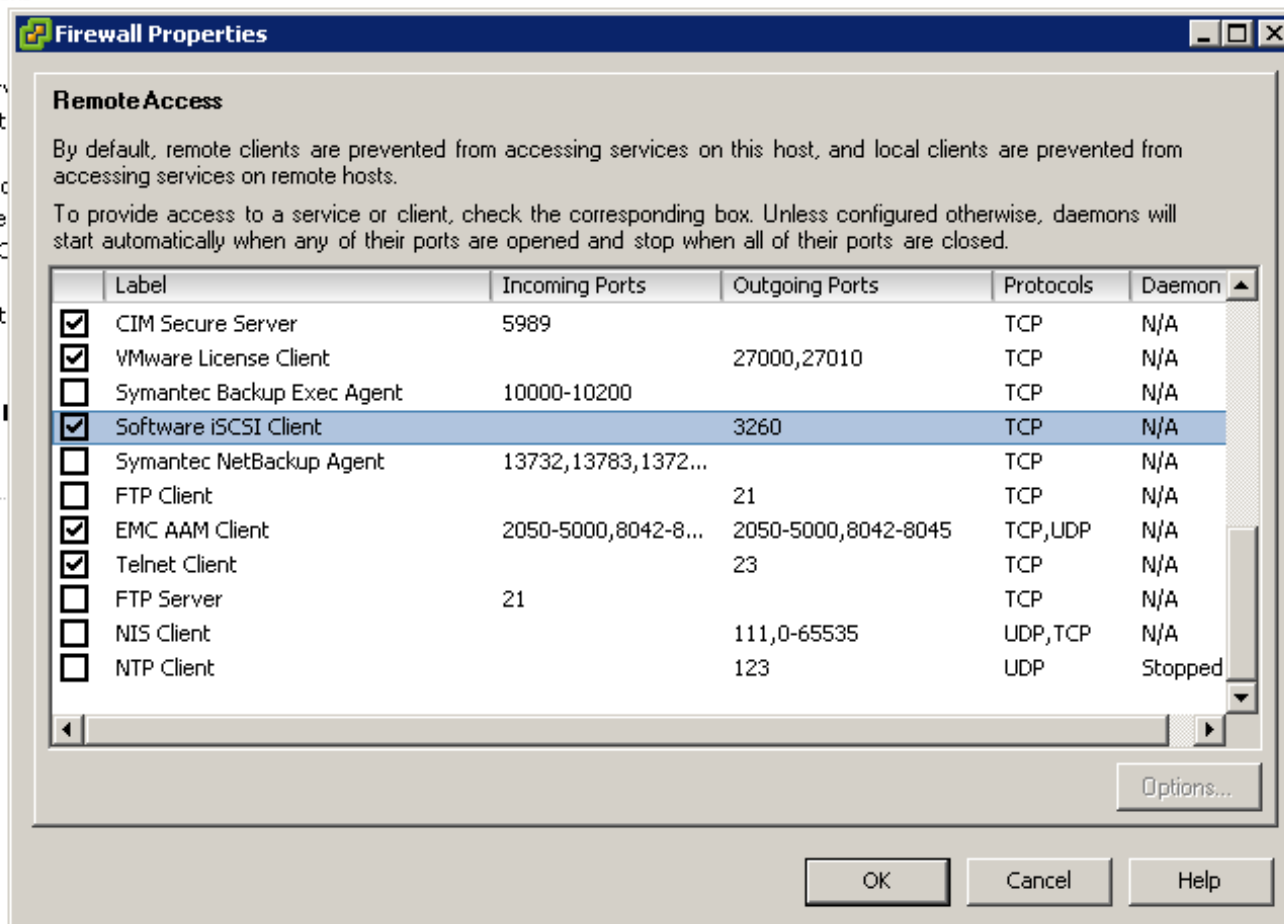 Firewall Properties
Remote Access
By default, remote clients are prevented from accessing services on this host, and local clients are prevented from
accessing services on remote hosts.
To provide access to a service or client, check the corresponding box. Unless configured otherwise, daemons will
start automatically when any of their ports are opened and stop when all of their ports are closed.
Label Incoming Ports Outgoing Ports Protocols Daemon
CIM Secure Server 5989 TCP N/A
VMware License Client 27000,27010 TCP N/A
Symantec Backup Exec Agent 10000-10200 TCP N/A
Software iSCSI Client 3260 TCP N/A
Symantec NetBackup Agent 13732,13783,1372... TCP N/A
FTP Client 21 TCP N/A
EMC AAM Client 2050-5000,8042-8... 2050-5000,8042-8045 TCP,UDP N/A
Telnet Client 23 TCP N/A
FTP Server 21 TCP N/A
NIS Client 111,0-65535 UDP,TCP N/A
NTP Client 123 UDP Stopped
Options...
OK Cancel Help